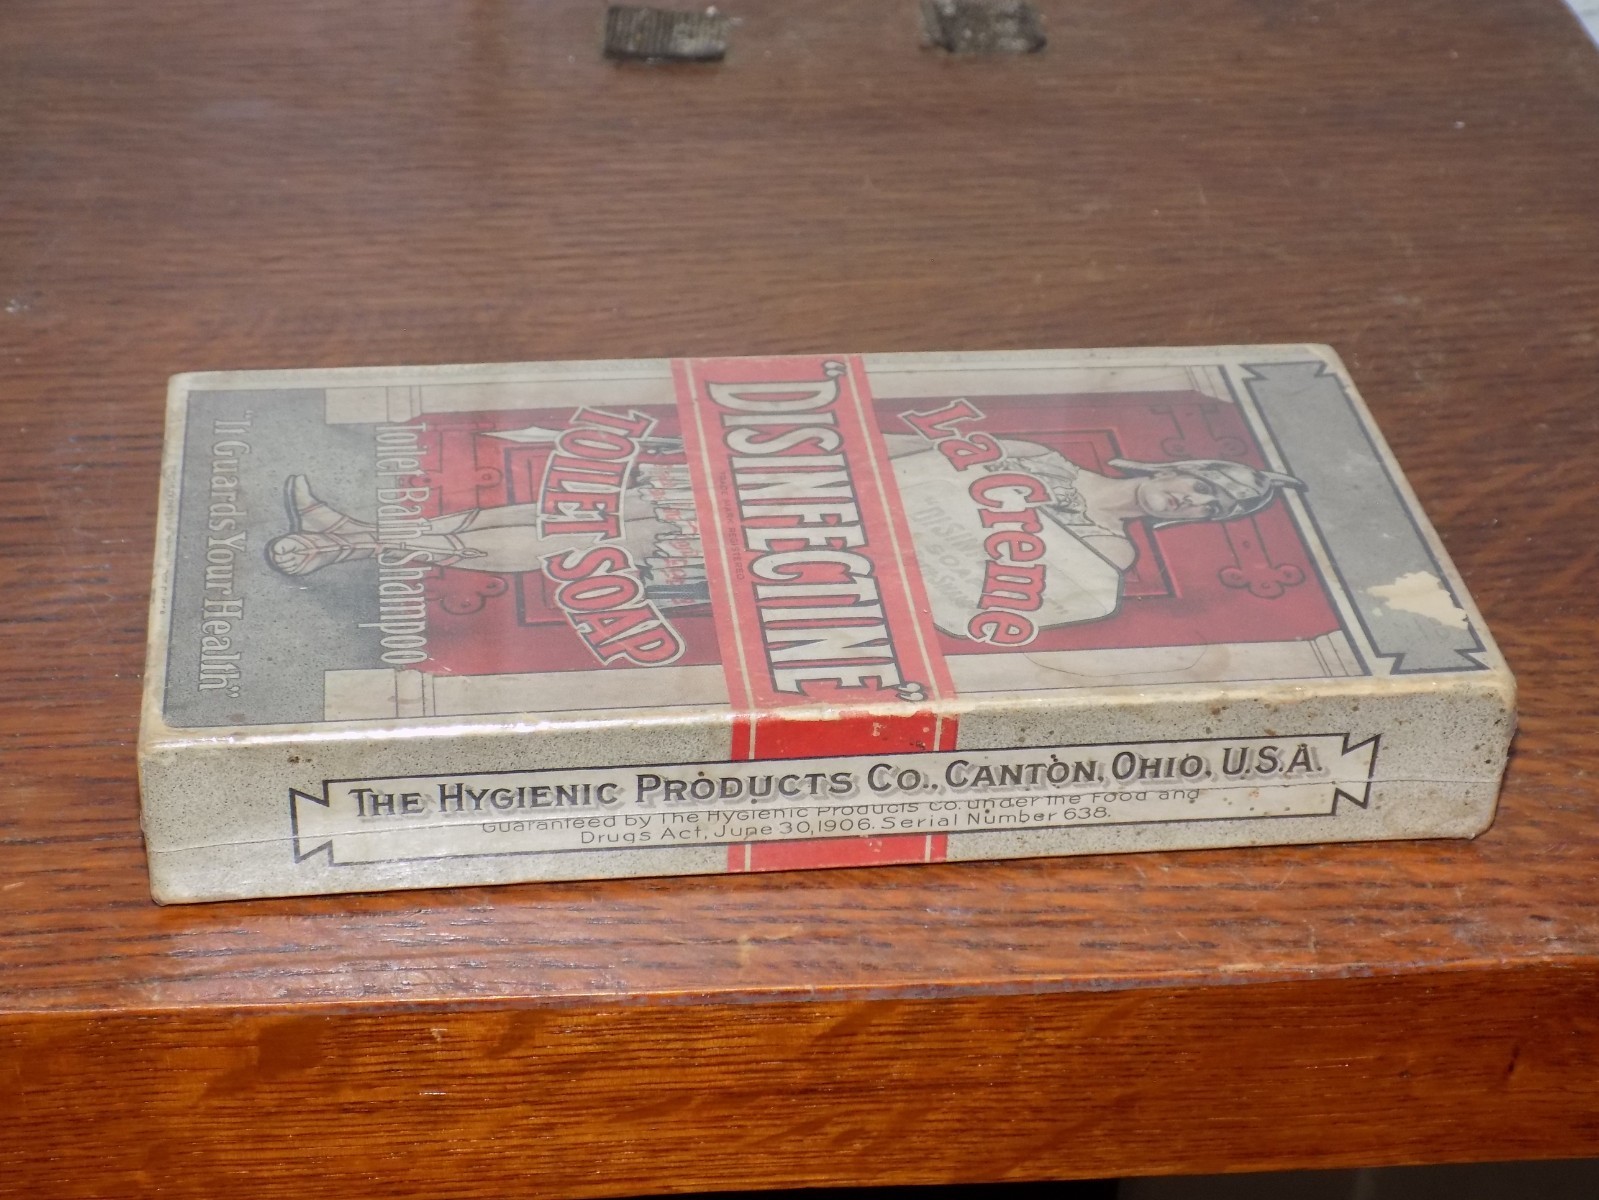 La Creme
"DISINFECTINE"
TRADE MARK REGISTERED
TOILET SOAP
Toilet-Bath-Shampoo
"It Guards Your Health"
THE HYGIENIC PRODUCTS CO., CANTON, OHIO, U.S.A.
Guaranteed by The Hygienic Products Co. under the Food and
Drugs Act, June 30, 1906. Serial Number 638.